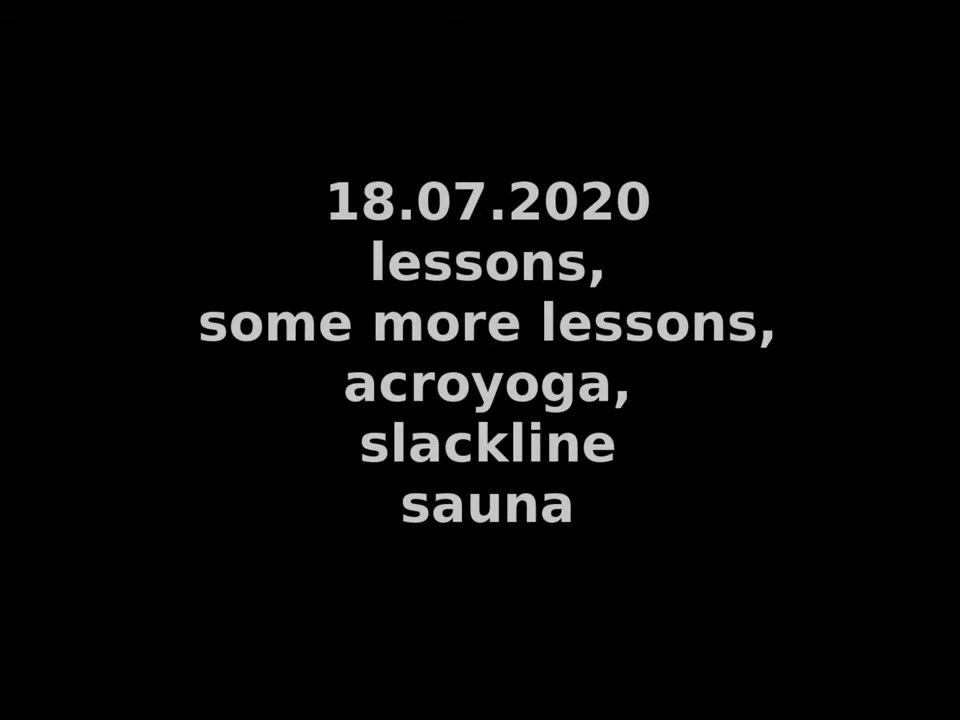 18.07.2020
lessons,
some more lessons,
acroyoga,
slackline
sauna